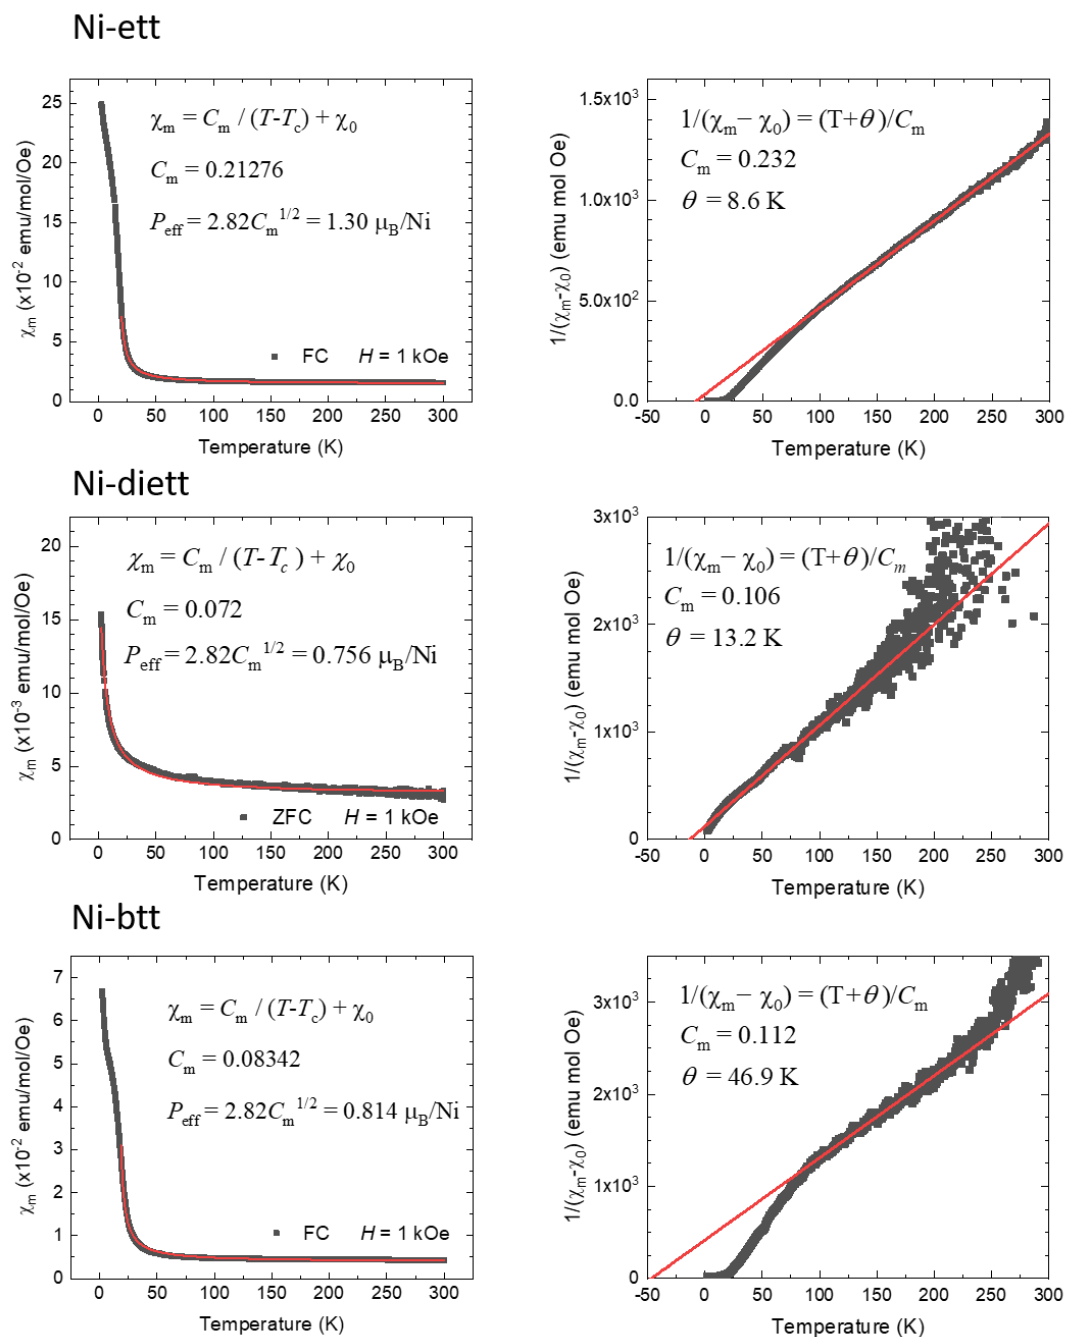 Ni-ett
25
20
15
10
5
0
χm (x10-2 emu/mol/Oe)
χm = Cm / (T-Tc) + χ0
Cm = 0.21276
Peff = 2.82Cm1/2 = 1.30 μB/Ni
FC H = 1 kOe
0 50 100 150 200 250 300
Temperature (K)
1.5x10³
1.0x10³
5.0x10²
0.0
1/(χm-χ0) (emu mol Oe)
1/(χm− χ0) = (T+θ)/Cm
Cm = 0.232
θ = 8.6 K
-50 0 50 100 150 200 250 300
Temperature (K)
Ni-diett
20
15
10
5
0
χm (x10-3 emu/mol/Oe)
χm = Cm / (T-Tc) + χ0
Cm = 0.072
Peff = 2.82Cm1/2 = 0.756 μB/Ni
ZFC H = 1 kOe
0 50 100 150 200 250 300
Temperature (K)
3x10³
2x10³
1x10³
0
1/(χm-χ0) (emu mol Oe)
1/(χm− χ0) = (T+θ)/Cm
Cm = 0.106
θ = 13.2 K
-50 0 50 100 150 200 250 300
Temperature (K)
Ni-btt
7
6
5
4
3
2
1
0
χm (x10-2 emu/mol/Oe)
χm = Cm / (T-Tc) + χ0
Cm = 0.08342
Peff = 2.82Cm1/2 = 0.814 μB/Ni
FC H = 1 kOe
0 50 100 150 200 250 300
Temperature (K)
3x10³
2x10³
1x10³
0
1/(χm-χ0) (emu mol Oe)
1/(χm− χ0) = (T+θ)/Cm
Cm = 0.112
θ = 46.9 K
-50 0 50 100 150 200 250 300
Temperature (K)